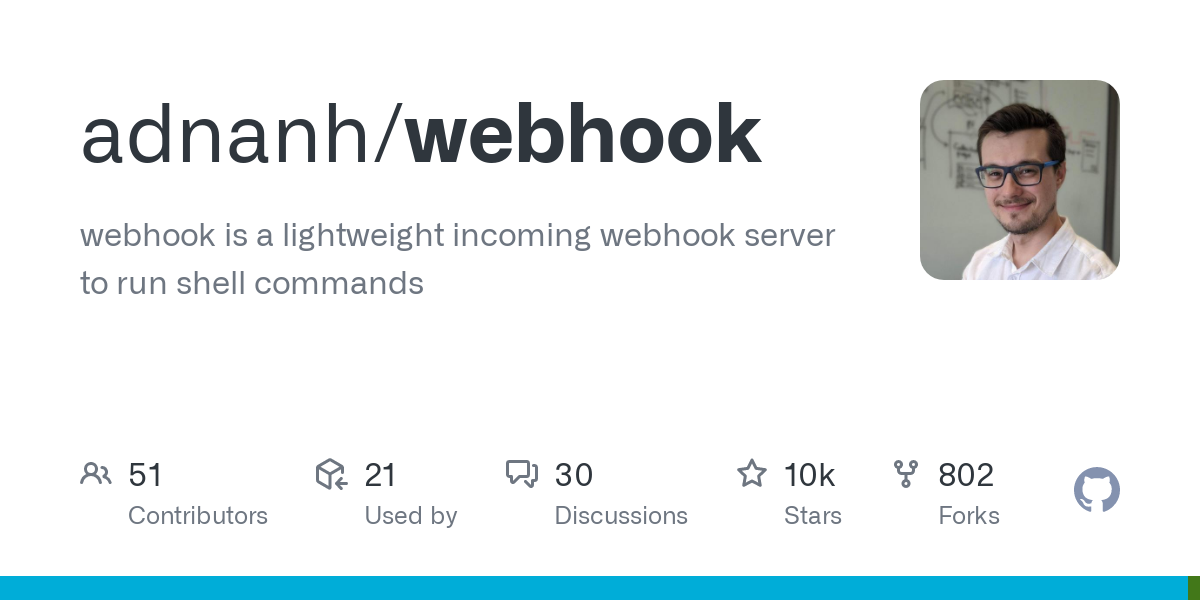 adnanh/webhook
webhook is a lightweight incoming webhook server
to run shell commands
51
Contributors
21
Used by
30
Discussions
10k
Stars
802
Forks